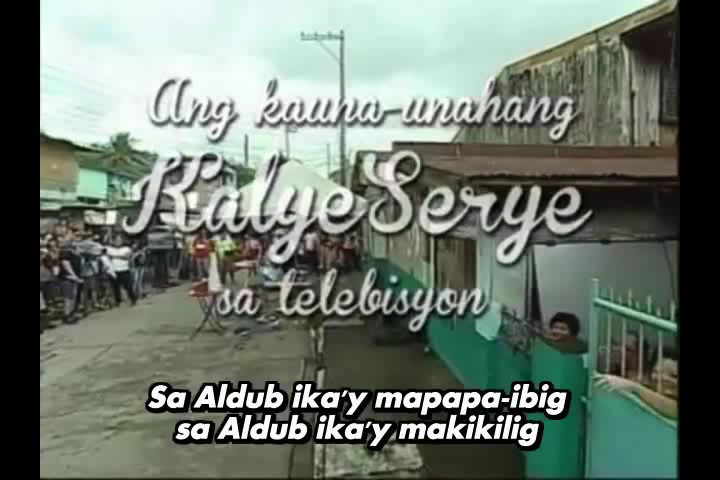 Ang kauna-unahang
KalyeSerye
sa telebisyon
Sa Aldub ika'y mapapa-ibig
sa Aldub ika'y makikilig